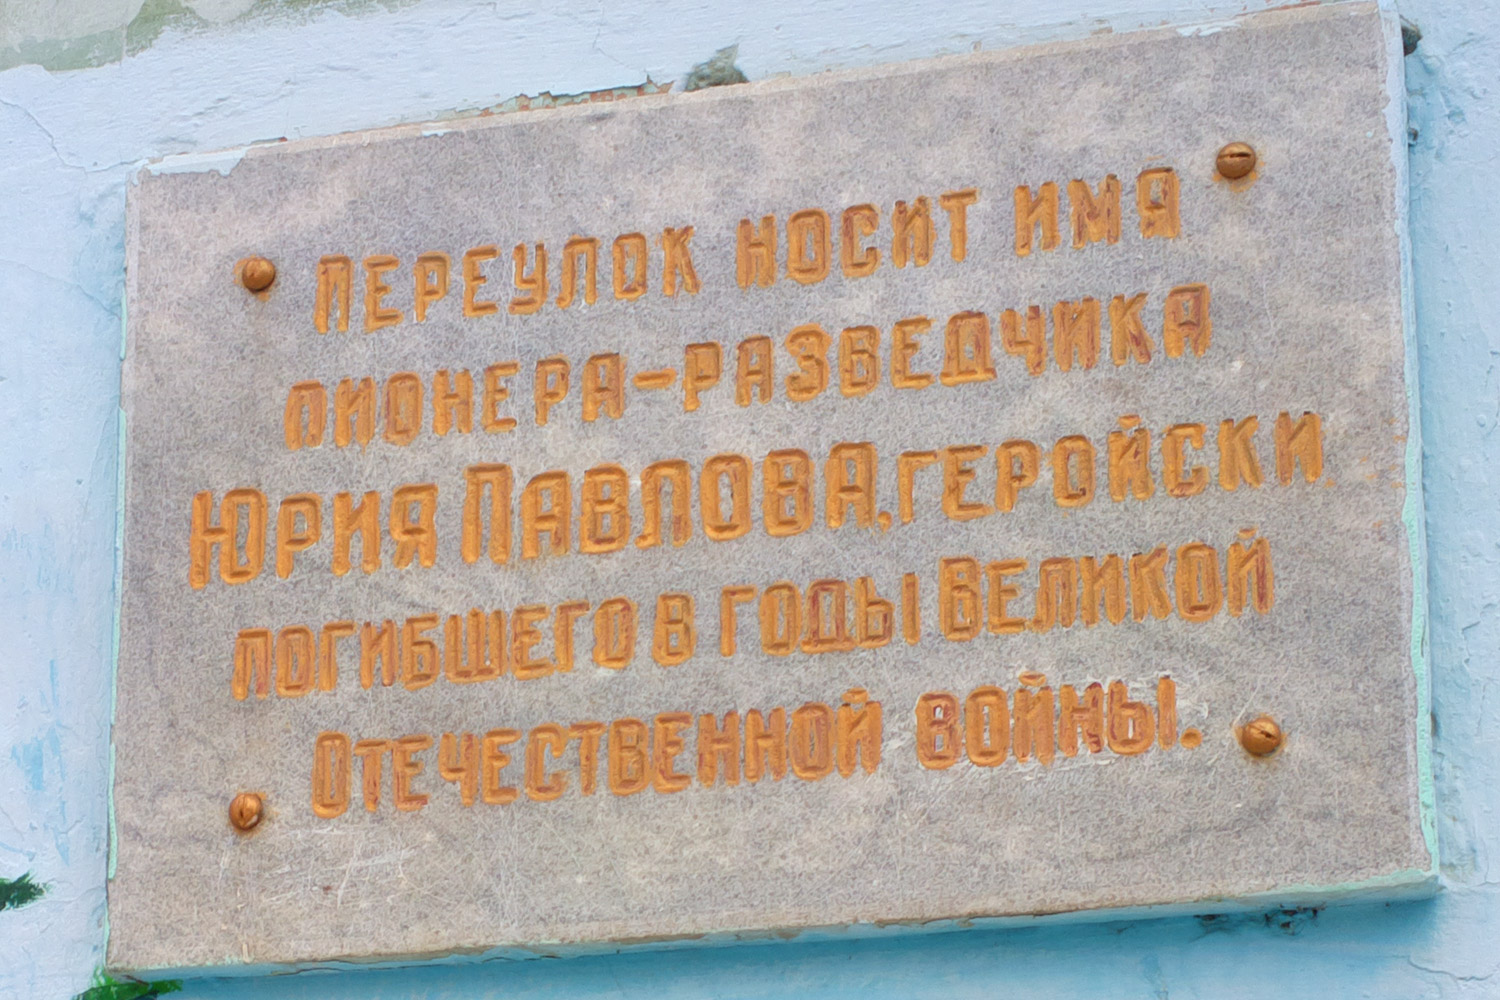 ПЕРЕУЛОК НОСИТ ИМЯ
ПИОНЕРА-РАЗВЕДЧИКА
ЮРИЯ ПАВЛОВА, ГЕРОЙСКИ
ПОГИБШЕГО В ГОДЫ ВЕЛИКОЙ
ОТЕЧЕСТВЕННОЙ ВОЙНЫ.